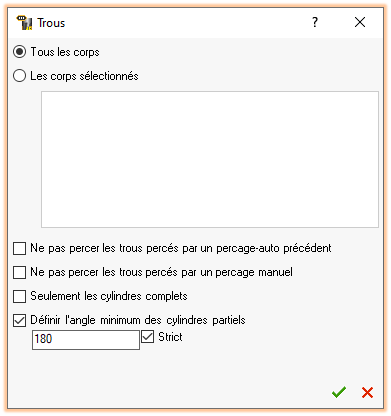 Trous ?
Tous les corps
Les corps sélectionnés
Ne pas percer les trous percés par un percage-auto précédent
Ne pas percer les trous percés par un percage manuel
Seulement les cylindres complets
Définir l'angle minimum des cylindres partiels
180 Strict